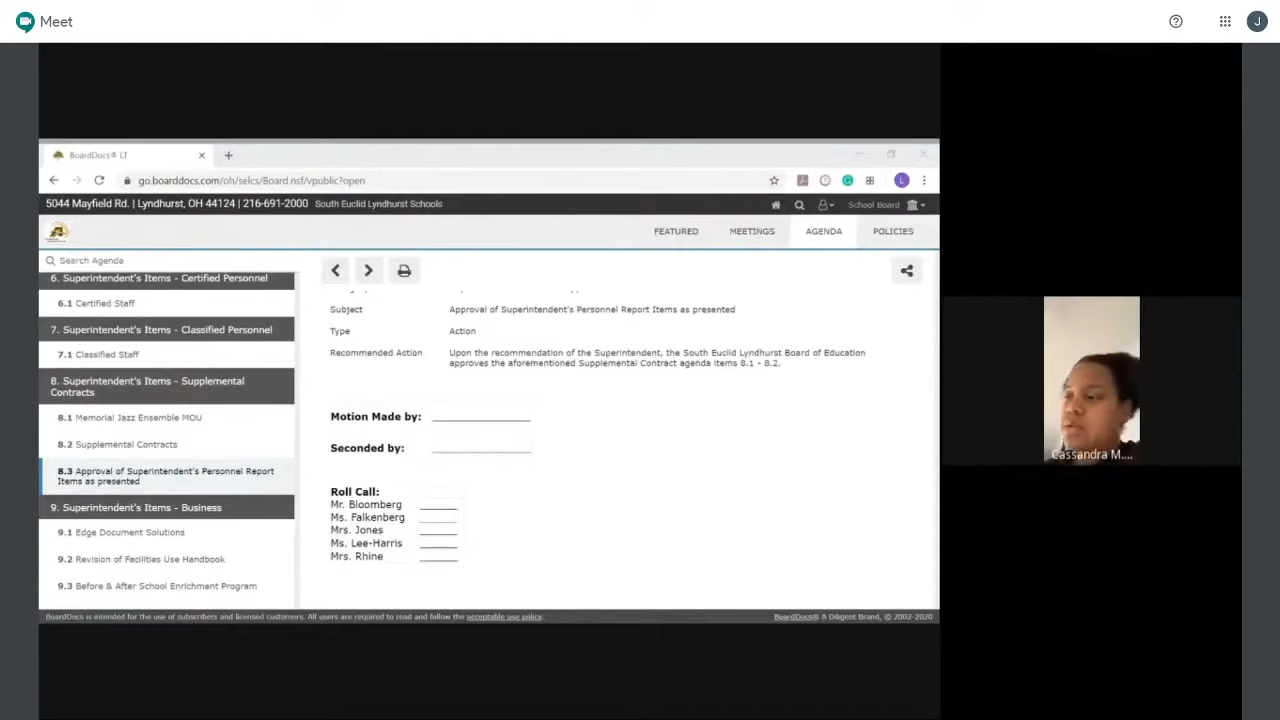 Meet
J
BoardDocs® LT
go.boarddocs.com/oh/selcs/Board.nsf/vpublic?open
L
5044 Mayfield Rd. | Lyndhurst, OH 44124 | 216-691-2000 South Euclid Lyndhurst Schools
School Board
FEATURED MEETINGS AGENDA POLICIES
Search Agenda
6. Superintendent's Items - Certified Personnel
6.1 Certified Staff
7. Superintendent's Items - Classified Personnel
7.1 Classified Staff
8. Superintendent's Items - Supplemental
Contracts
8.1 Memorial Jazz Ensemble MOU
8.2 Supplemental Contracts
8.3 Approval of Superintendent's Personnel Report
Items as presented
9. Superintendent's Items - Business
9.1 Edge Document Solutions
9.2 Revision of Facilities Use Handbook
9.3 Before & After School Enrichment Program
Subject Approval of Superintendent's Personnel Report Items as presented
Type Action
Recommended Action Upon the recommendation of the Superintendent, the South Euclid Lyndhurst Board of Education
approves the aforementioned Supplemental Contract agenda items 8.1 - 8.2.
Motion Made by:
Seconded by:
Roll Call:
Mr. Bloomberg
Ms. Falkenberg
Mrs. Jones
Ms. Lee-Harris
Mrs. Rhine
BoardDocs is intended for the use of subscribers and licensed customers. All users are required to read and follow the acceptable use policy.
BoardDocs® A Diligent Brand, © 2002-2020
Cassandra M....